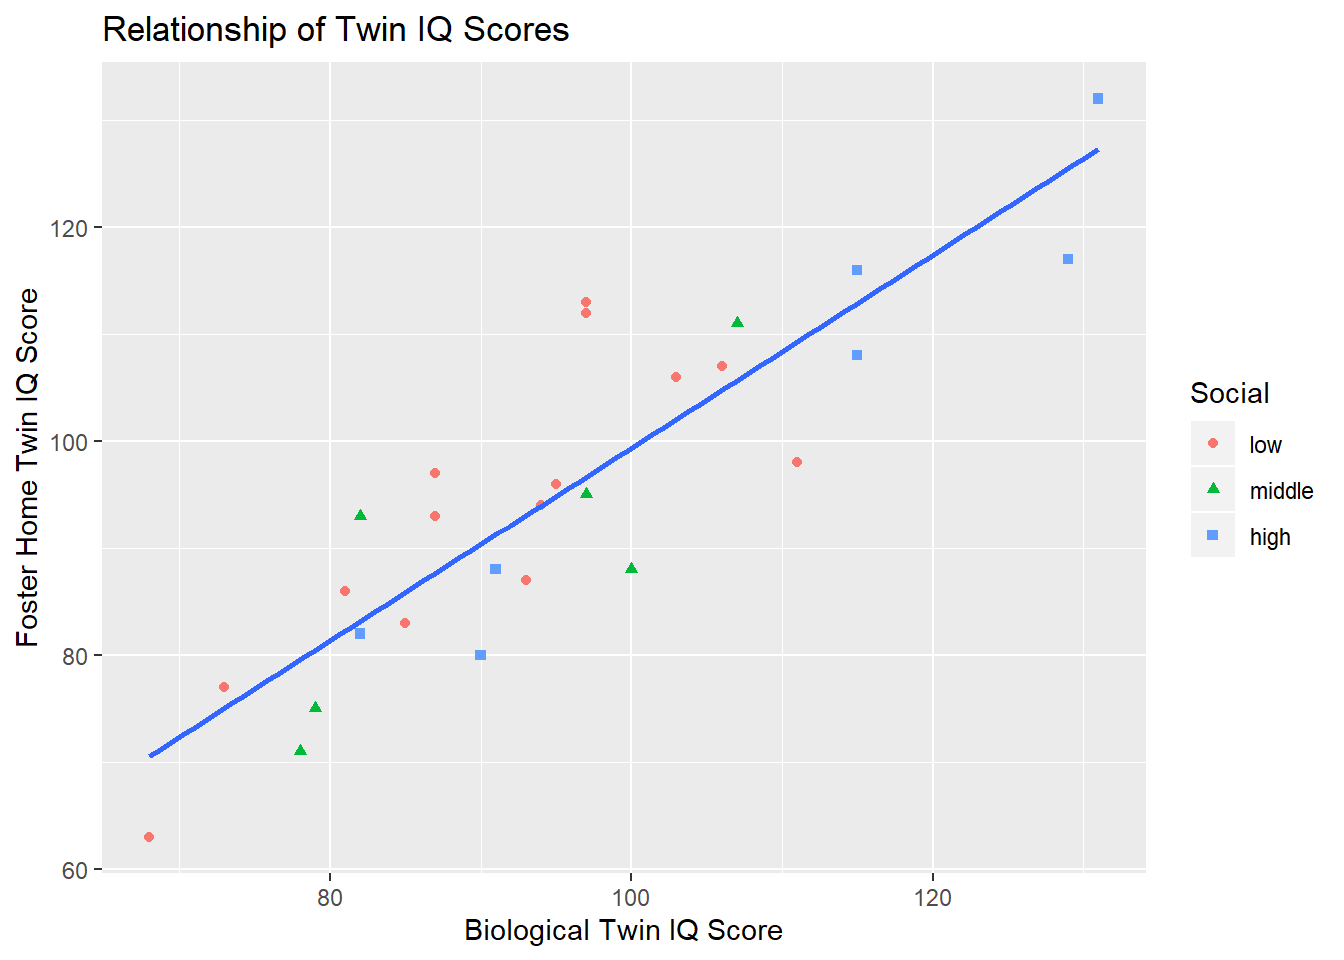 Relationship of Twin IQ Scores
Foster Home Twin IQ Score
120
100
80
60
80 100 120
Biological Twin IQ Score
Social
low
middle
high